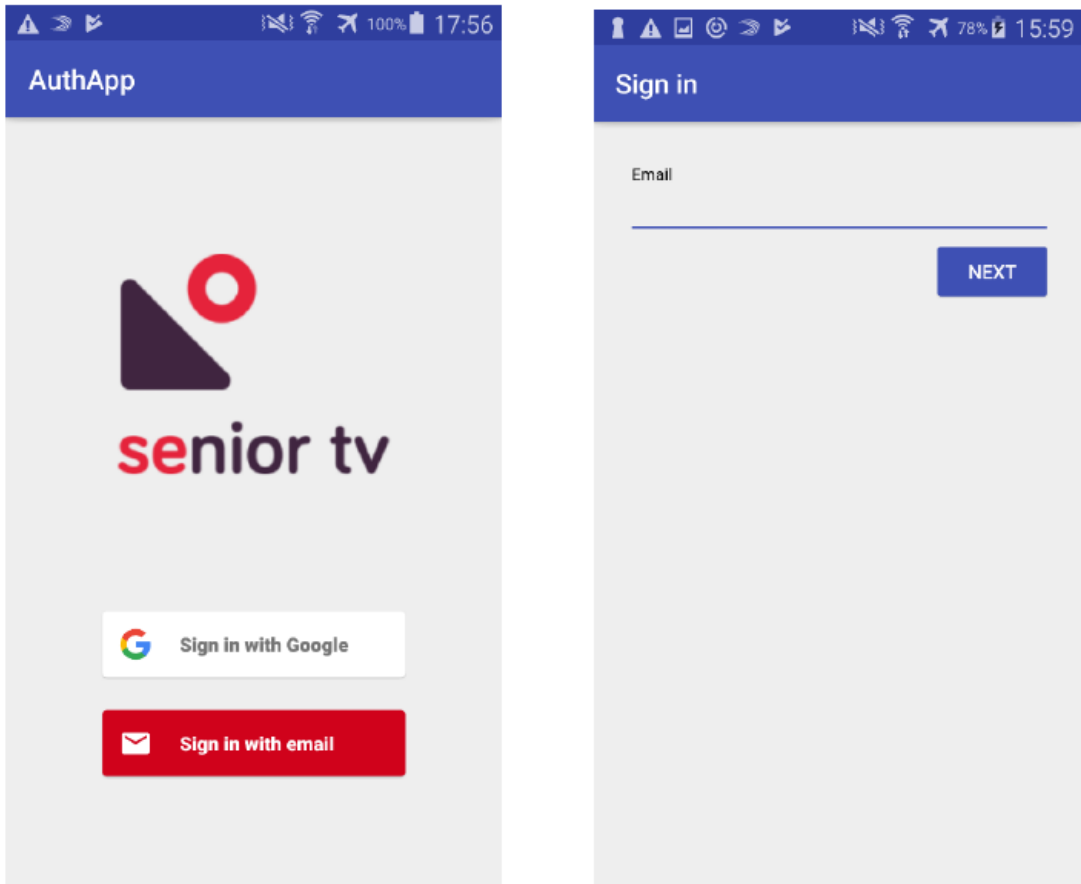 100% 17:56
AuthApp
senior tv
Sign in with Google
Sign in with email
78% 15:59
Sign in
Email
NEXT